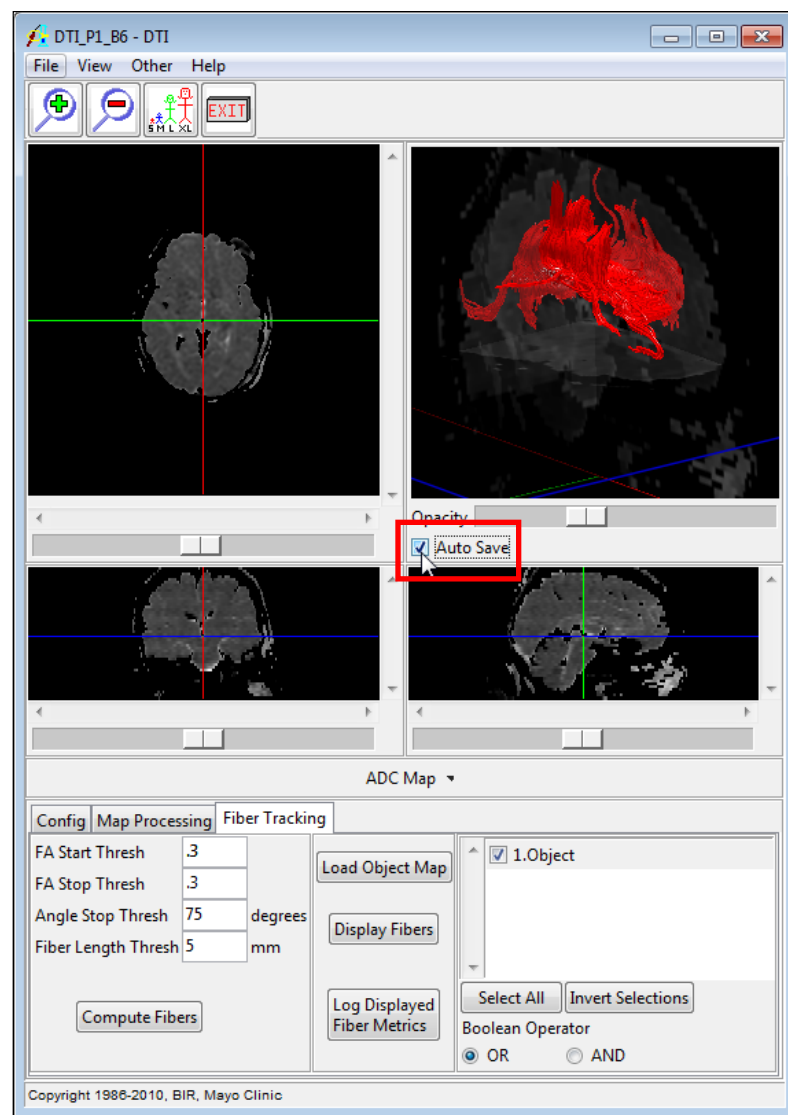 DTI_P1_B6 - DTI
File View Other Help
S M L XL EXIT
Opacity
Auto Save
ADC Map
Config Map Processing Fiber Tracking
FA Start Thresh .3
FA Stop Thresh .3
Angle Stop Thresh 75 degrees
Fiber Length Thresh 5 mm
Compute Fibers
Load Object Map
Display Fibers
Log Displayed
Fiber Metrics
1.Object
Select All Invert Selections
Boolean Operator
OR AND
Copyright 1986-2010, BIR, Mayo Clinic